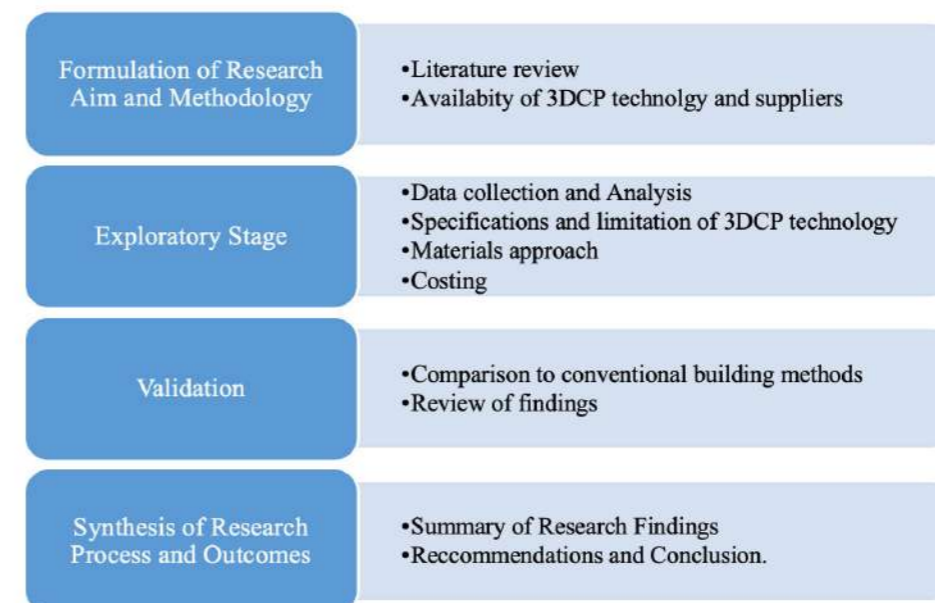 Formulation of Research
Aim and Methodology
•Literature review
•Availabity of 3DCP technolgy and suppliers
Exploratory Stage
•Data collection and Analysis
•Specifications and limitation of 3DCP technology
•Materials approach
•Costing
Validation
•Comparison to conventional building methods
•Review of findings
Synthesis of Research
Process and Outcomes
•Summary of Research Findings
•Reccommendations and Conclusion.